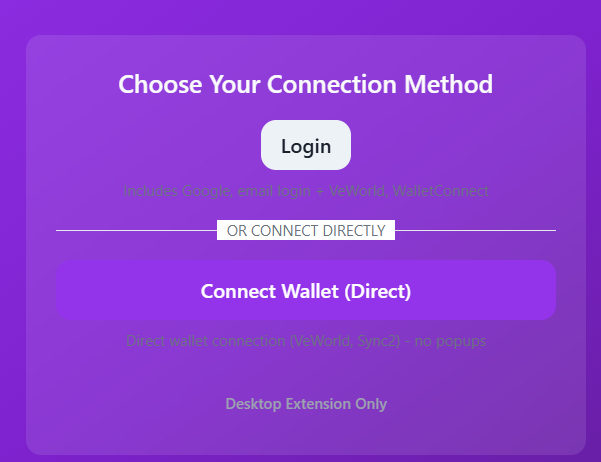 Choose Your Connection Method
Login
Includes Google, email login + VeWorld, WalletConnect
OR CONNECT DIRECTLY
Connect Wallet (Direct)
Direct wallet connection (VeWorld, Sync2) - no popups
Desktop Extension Only